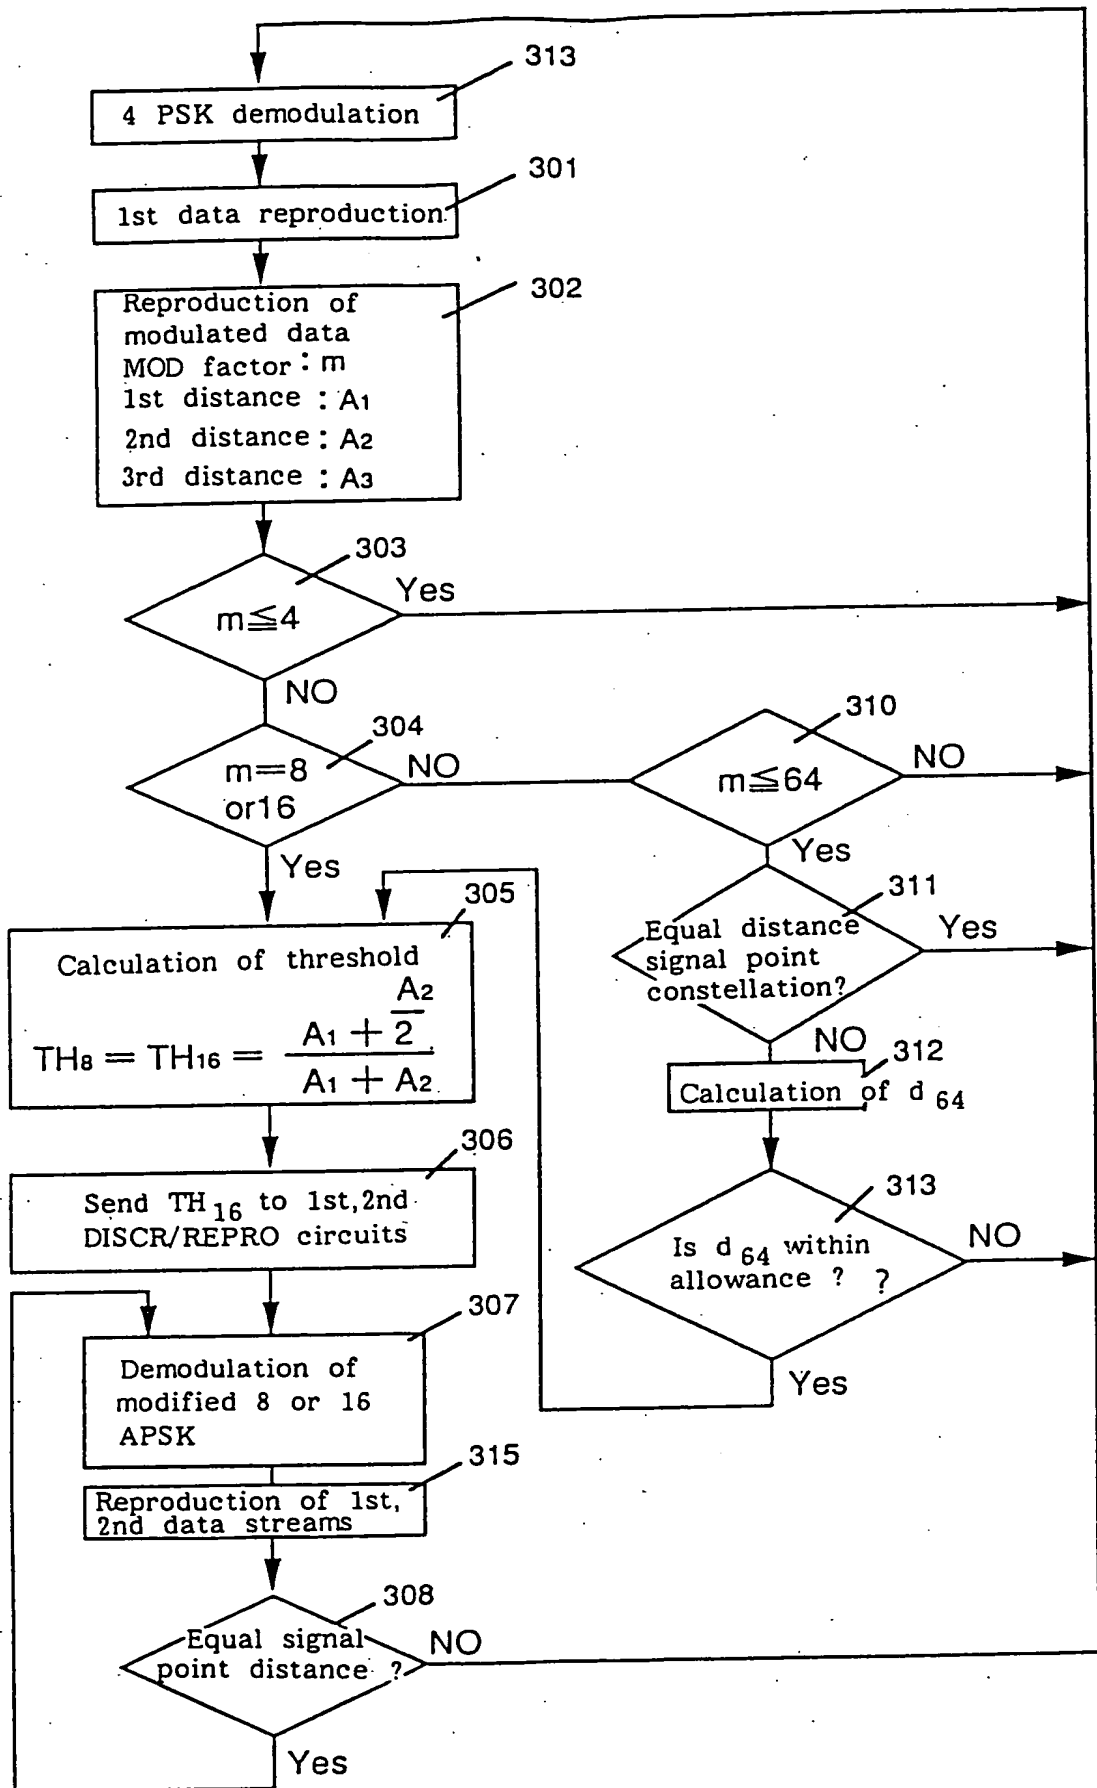 313
4 PSK demodulation
301
1st data reproduction
302
Reproduction of
modulated data
MOD factor : m
1st distance : A1
2nd distance : A2
3rd distance : A3
303
m≦4
Yes
NO
304
m=8
or16
NO
Yes
310
m≦64
NO
Yes
311
Equal distance
signal point
constellation?
Yes
NO
305
Calculation of threshold
TH8 = TH16 = (A1 + A2/2) / (A1 + A2)
312
Calculation of d64
306
Send TH16 to 1st,2nd
DISCR/REPRO circuits
313
Is d64 within
allowance ? ?
NO
Yes
307
Demodulation of
modified 8 or 16
APSK
315
Reproduction of 1st,
2nd data streams
308
Equal signal
point distance ?
NO
Yes